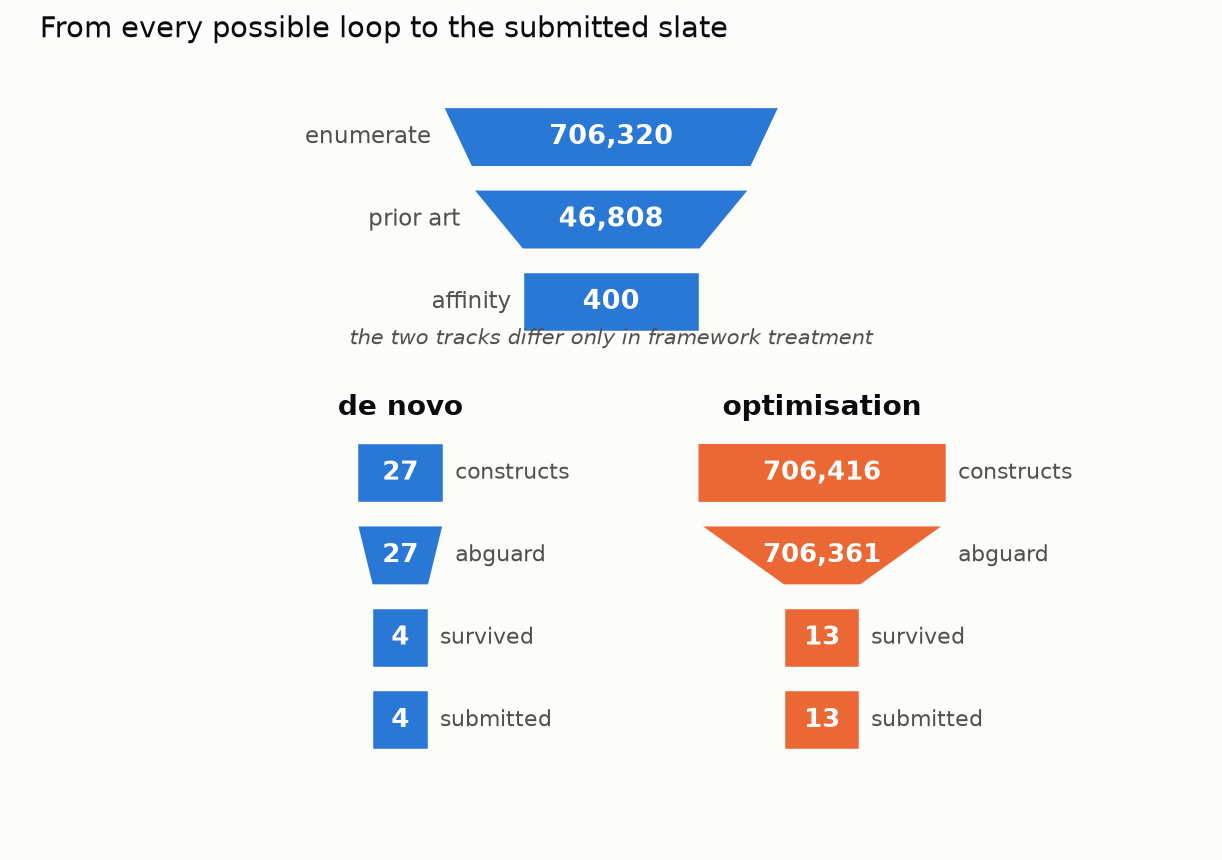 From every possible loop to the submitted slate
enumerate 706,320
prior art 46,808
affinity 400
the two tracks differ only in framework treatment
de novo optimisation
27 constructs 706,416 constructs
27 abguard 706,361 abguard
4 survived 13 survived
4 submitted 13 submitted